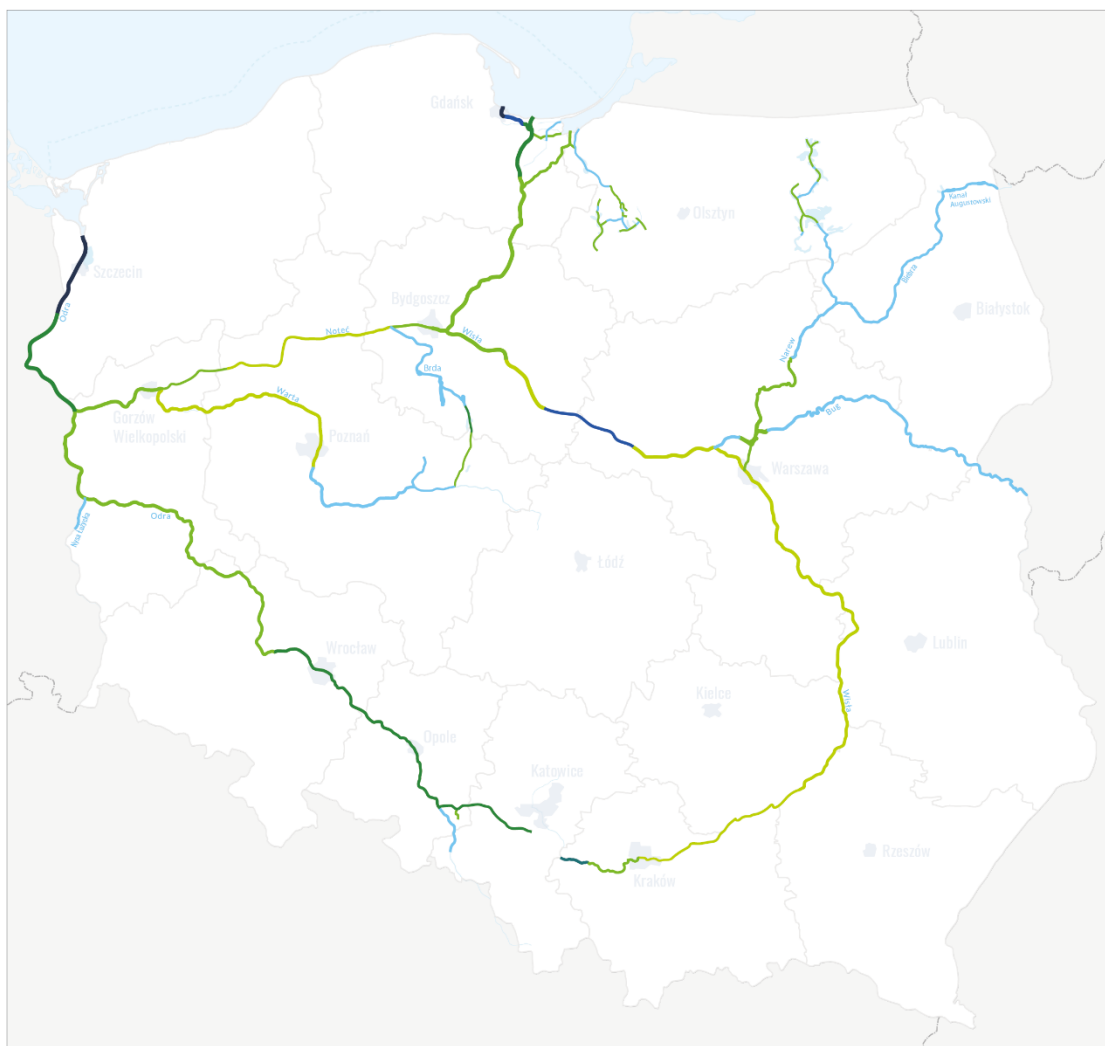 Gdańsk
Kanał
Augustowski
Olsztyn
Szczecin
Bydgoszcz
Biebrza
Odra
Białystok
Noteć
Wisła
Narew
Brda
Warta
Gorzów
Wielkopolski
Bug
Poznań
Warszawa
Odra
Nysa Łużycka
Łódź
Wrocław
Lublin
Kielce
Wisła
Opole
Katowice
Kraków
Rzeszów